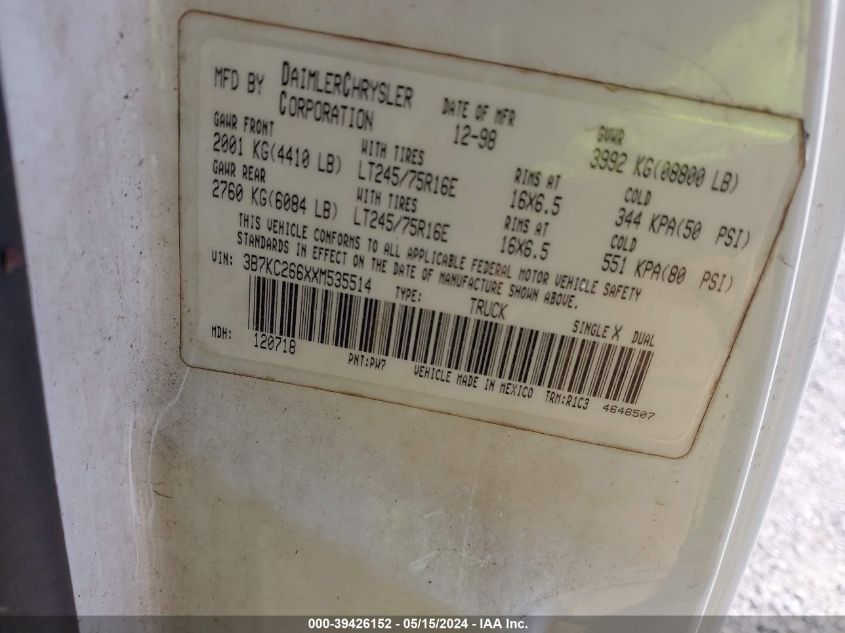 MFD BY DAIMLERCHRYSLER CORPORATION
DATE OF MFR 12-98
GVWR 3992 KG(08800 LB)
GAWR FRONT WITH TIRES RIMS AT COLD
2001 KG(4410 LB) LT245/75R16E 16X6.5 344 KPA(50 PSI)
GAWR REAR WITH TIRES RIMS AT COLD
2760 KG(6084 LB) LT245/75R16E 16X6.5 551 KPA(80 PSI)
THIS VEHICLE CONFORMS TO ALL APPLICABLE FEDERAL MOTOR VEHICLE SAFETY
STANDARDS IN EFFECT ON THE DATE OF MANUFACTURE SHOWN ABOVE.
VIN: 3B7KC266XXM535514 TYPE: TRUCK SINGLE X DUAL
MDH: 120718 PNT:PW7 VEHICLE MADE IN MEXICO TRM:R1C3 4648507
000-39426152 - 05/15/2024 - IAA Inc.